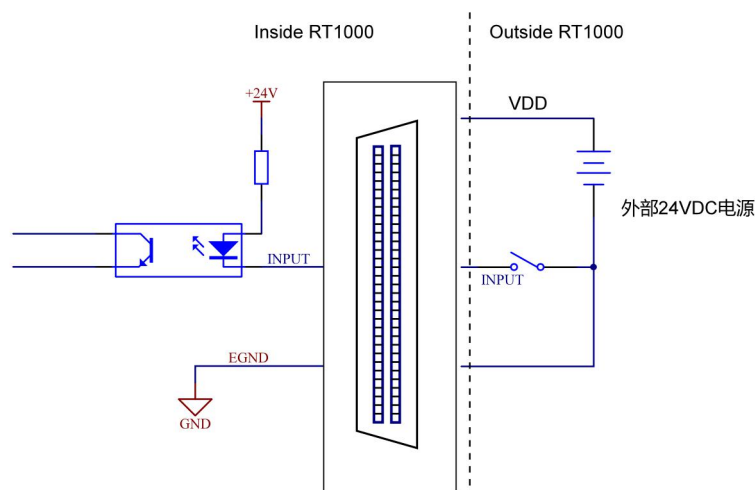 Inside RT1000
Outside RT1000
+24V
VDD
外部24VDC电源
INPUT
INPUT
EGND
GND